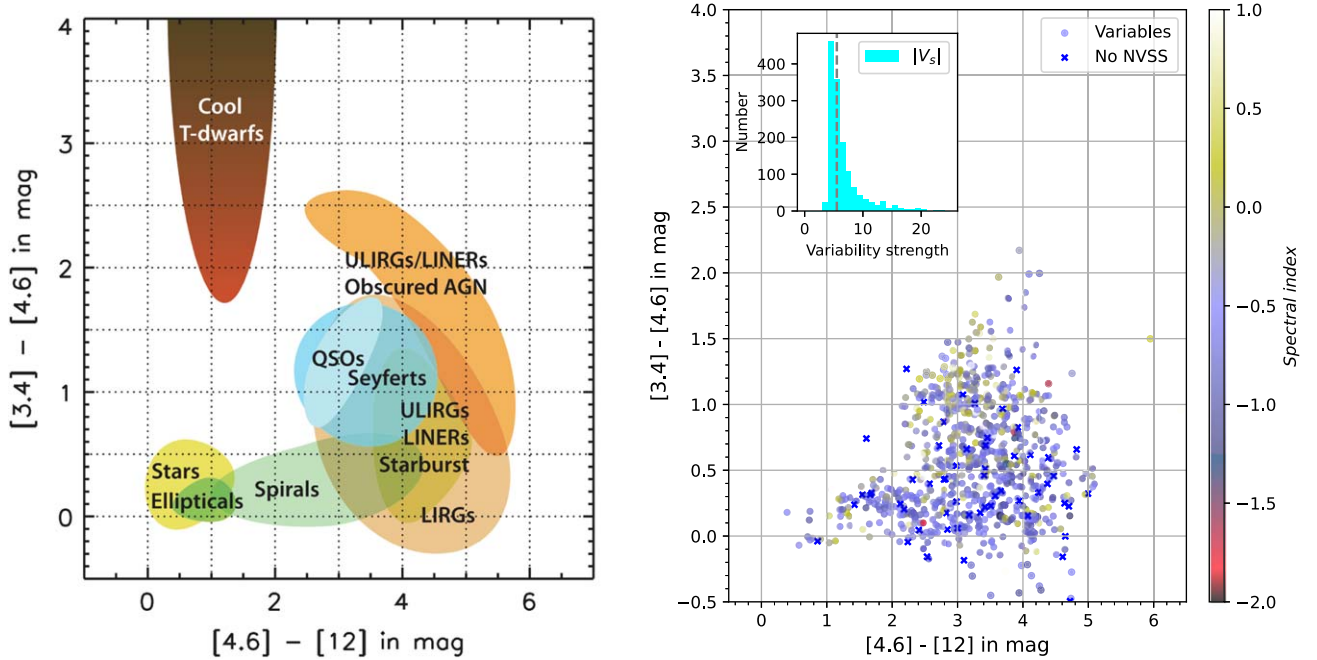 4
3
2
1
0
0
2
4
6
[3.4] − [4.6] in mag
[4.6] − [12] in mag
Cool
T-dwarfs
ULIRGs/LINERs
Obscured AGN
QSOs
Seyferts
ULIRGs
LINERs
Starburst
LIRGs
Stars
Ellipticals
Spirals
4.0
3.5
3.0
2.5
2.0
1.5
1.0
0.5
0.0
−0.5
0
1
2
3
4
5
6
[3.4] - [4.6] in mag
[4.6] - [12] in mag
Variables
No NVSS
|Vs|
400
300
200
100
0
0
10
20
Number
Variability strength
1.0
0.5
0.0
−0.5
−1.0
−1.5
−2.0
Spectral index